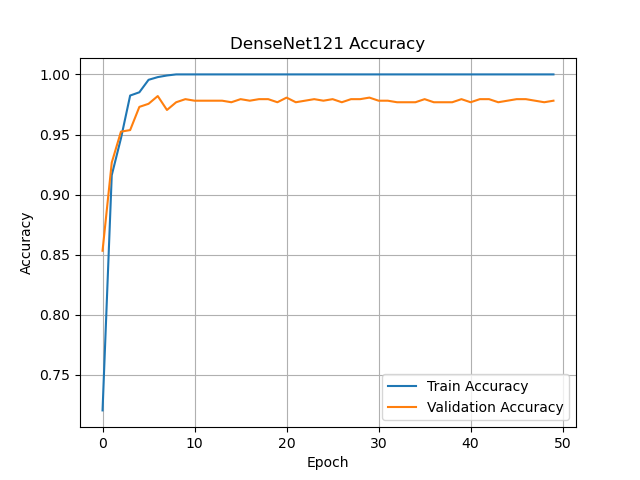 DenseNet121 Accuracy
1.00
0.95
0.90
0.85
0.80
0.75
Accuracy
0 10 20 30 40 50
Epoch
Train Accuracy
Validation Accuracy